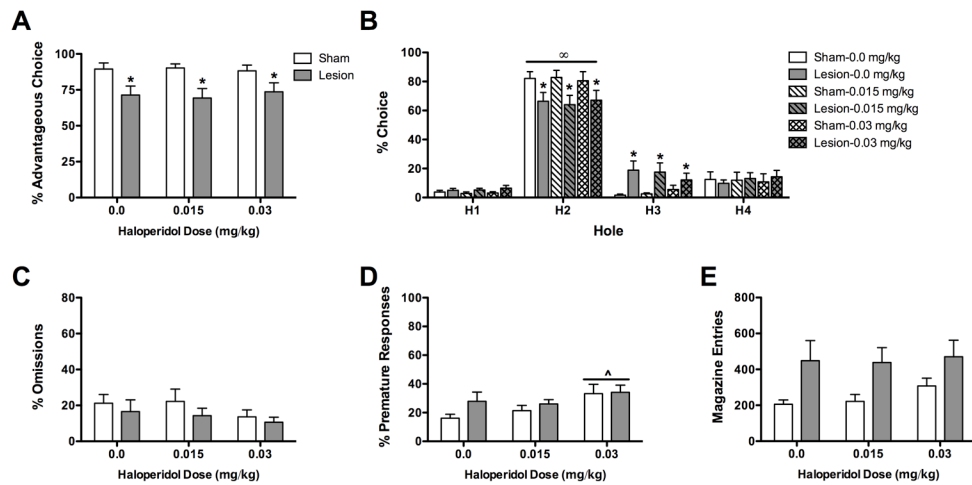 A
% Advantageous Choice
100
75
50
25
0
* * *
Sham
Lesion
0.0 0.015 0.03
Haloperidol Dose (mg/kg)
B
% Choice
100
80
60
40
20
0
∞
* * *
* * *
H1 H2 H3 H4
Hole
Sham-0.0 mg/kg
Lesion-0.0 mg/kg
Sham-0.015 mg/kg
Lesion-0.015 mg/kg
Sham-0.03 mg/kg
Lesion-0.03 mg/kg
C
% Omissions
80
60
40
20
0
0.0 0.015 0.03
Haloperidol Dose (mg/kg)
D
% Premature Responses
100
80
60
40
20
0
^
0.0 0.015 0.03
Haloperidol Dose (mg/kg)
E
Magazine Entries
800
600
400
200
0
0.0 0.015 0.03
Haloperidol Dose (mg/kg)